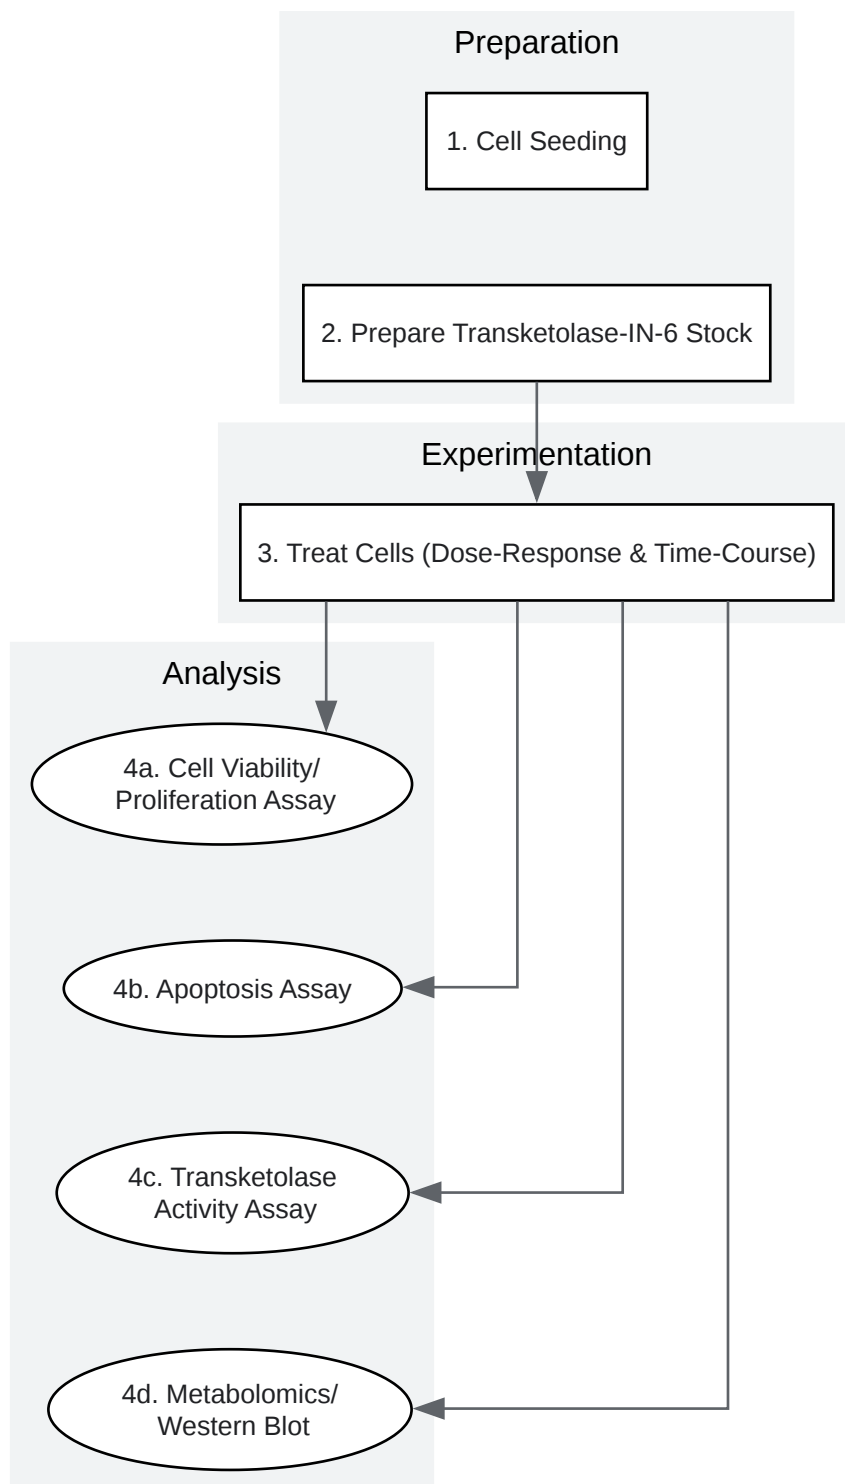 Preparation
1. Cell Seeding
2. Prepare Transketolase-IN-6 Stock
Experimentation
3. Treat Cells (Dose-Response & Time-Course)
Analysis
4a. Cell Viability/
Proliferation Assay
4b. Apoptosis Assay
4c. Transketolase
Activity Assay
4d. Metabolomics/
Western Blot